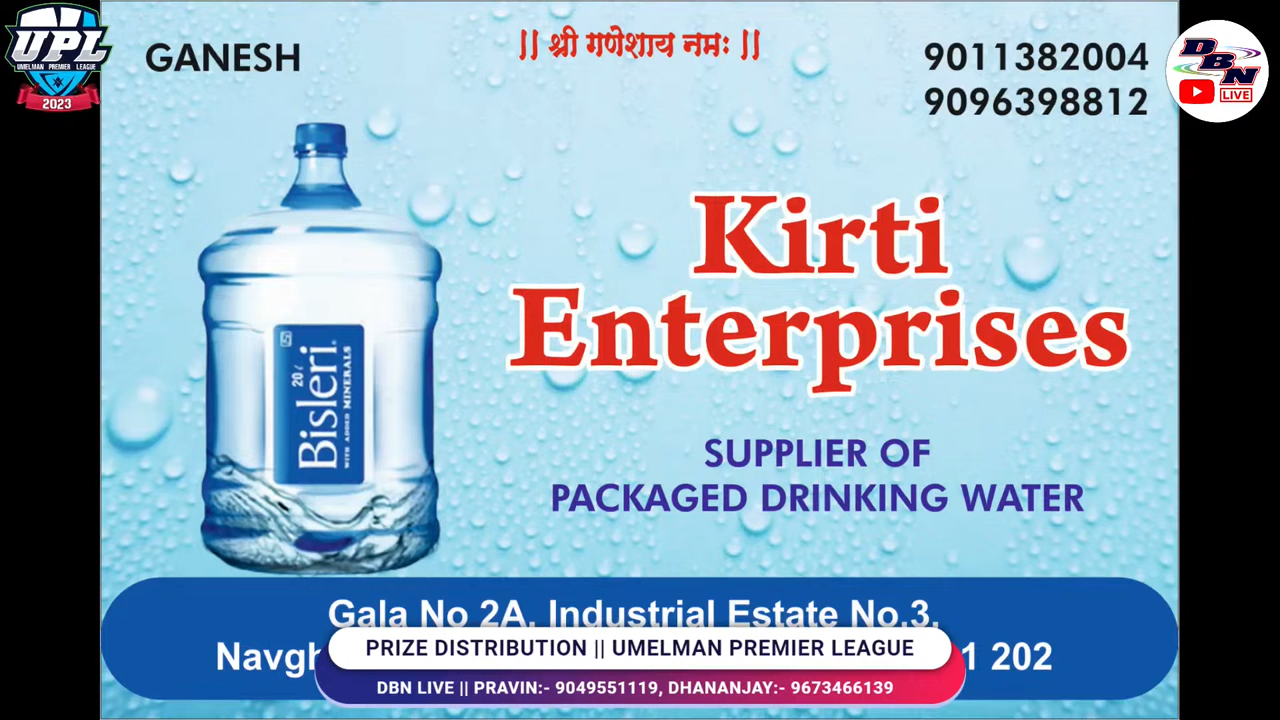 UPL
UMELMAN PREMIER LEAGUE
2023
GANESH
|| श्री गणेशाय नमः ||
9011382004
9096398812
DBN
LIVE
Kirti
Enterprises
20 l
Bisleri
WITH ADDED MINERALS
SUPPLIER OF
PACKAGED DRINKING WATER
Gala No 2A, Industrial Estate No.3,
202
PRIZE DISTRIBUTION || UMELMAN PREMIER LEAGUE
DBN LIVE || PRAVIN:- 9049551119, DHANANJAY:- 9673466139